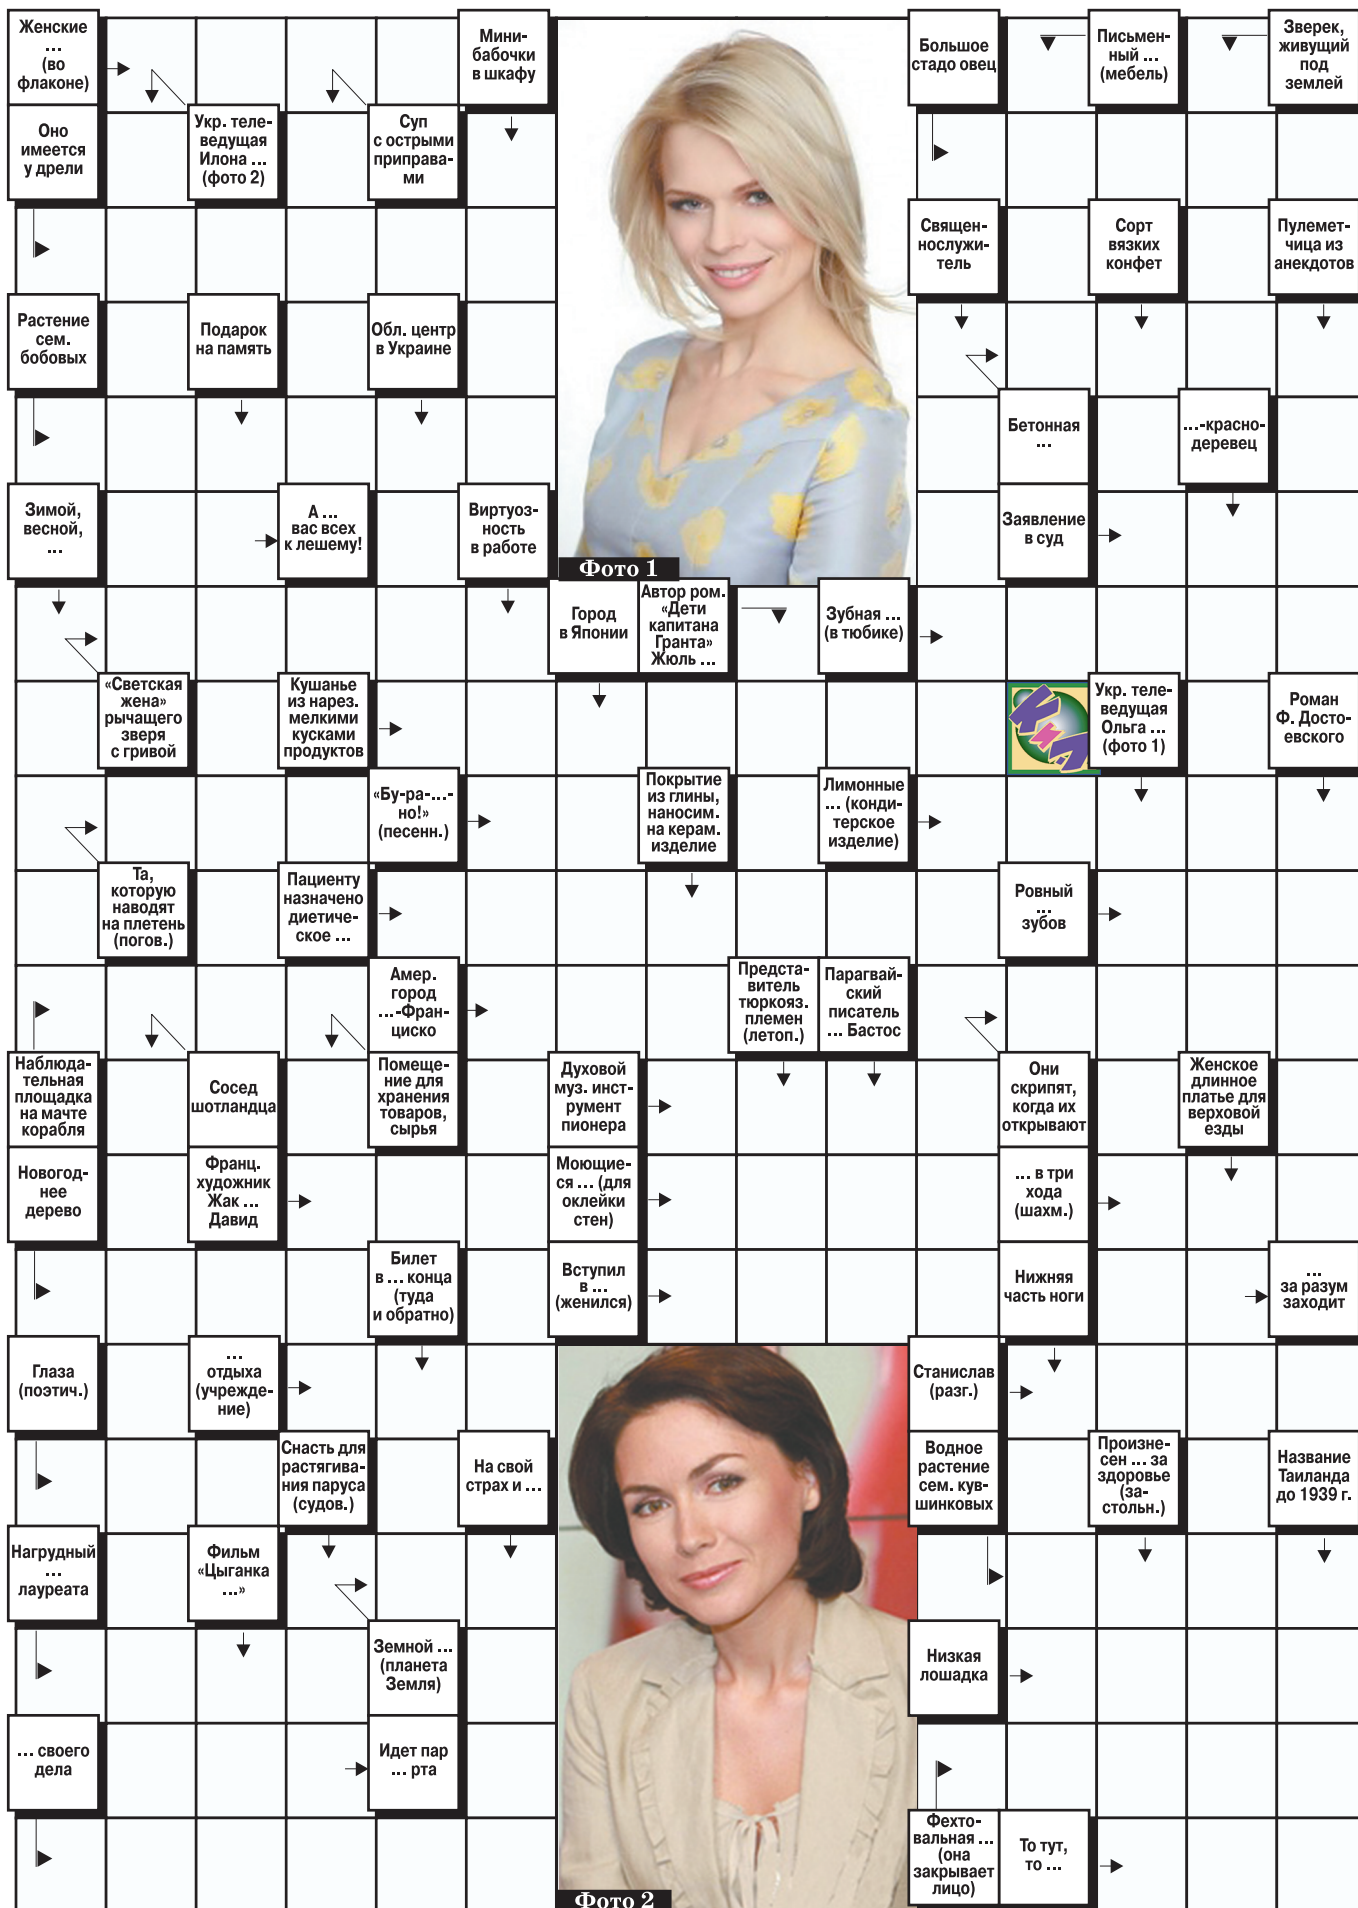 Женские
...
(во
флаконе)
Мини-
бабочки
в шкафу
Большое
стадо овец
Письмен-
ный ...
(мебель)
Зверек,
живущий
под
землей
Оно
имеется
у дрели
Укр. теле-
ведущая
Илона ...
(фото 2)
Суп
с острыми
приправа-
ми
Священ-
нослужи-
тель
Сорт
вязких
конфет
Пулемет-
чица из
анекдотов
Растение
сем.
бобовых
Подарок
на память
Обл. центр
в Украине
Бетонная
...
...-красно-
деревец
Зимой,
весной,
...
А ...
вас всех
к лешему!
Виртуоз-
ность
в работе
Заявление
в суд
Фото 1
Город
в Японии
Автор ром.
«Дети
капитана
Гранта»
Жюль ...
Зубная ...
(в тюбике)
«Светская
жена»
рычащего
зверя
с гривой
Кушанье
из нарез.
мелкими
кусками
продуктов
Укр. теле-
ведущая
Ольга ...
(фото 1)
Роман
Ф. Досто-
евского
«Бу-ра-...-
но!»
(песенн.)
Покрытие
из глины,
наносим.
на керам.
изделие
Лимонные
... (конди-
терское
изделие)
Та,
которую
наводят
на плетень
(погов.)
Пациенту
назначено
диетиче-
ское ...
Ровный
...
зубов
Амер.
город
...-Фран-
циско
Предста-
витель
тюркояз.
племен
(летоп.)
Парагвай-
ский
писатель
... Бастос
Наблюда-
тельная
площадка
на мачте
корабля
Сосед
шотландца
Помеще-
ние для
хранения
товаров,
сырья
Духовой
муз. инст-
румент
пионера
Они
скрипят,
когда их
открывают
Женское
длинное
платье для
верховой
езды
Новогод-
нее
дерево
Франц.
художник
Жак ...
Давид
Моющие-
ся ... (для
оклейки
стен)
... в три
хода
(шахм.)
Билет
в ... конца
(туда
и обратно)
Вступил
в ...
(женился)
Нижняя
часть ноги
...
за разум
заходит
Глаза
(поэтич.)
...
отдыха
(учрежде-
ние)
Станислав
(разг.)
Снасть для
растягива-
ния паруса
(судов.)
На свой
страх и ...
Водное
растение
сем. кув-
шинковых
Произне-
сен ... за
здоровье
(за-
стольн.)
Название
Таиланда
до 1939 г.
Нагрудный
...
лауреата
Фильм
«Цыганка
...»
Земной ...
(планета
Земля)
Низкая
лошадка
... своего
дела
Идет пар
... рта
Фехто-
вальная ...
(она
закрывает
лицо)
То тут,
то ...
Фото 2